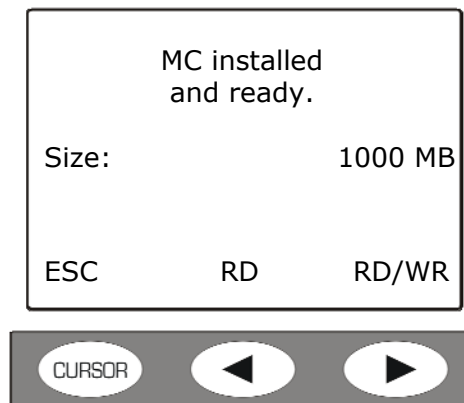 MC installed
and ready.
Size: 1000 MB
ESC RD RD/WR
CURSOR